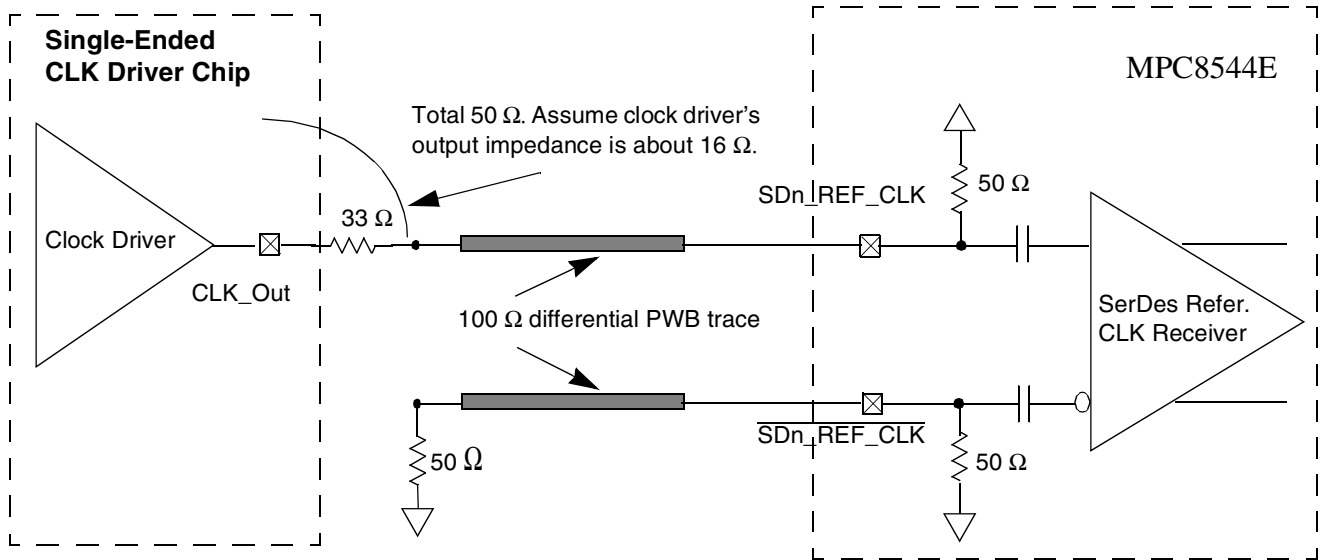 Single-Ended
CLK Driver Chip
MPC8544E
Total 50 Ω. Assume clock driver's
output impedance is about 16 Ω.
SDn_REF_CLK
50 Ω
33 Ω
Clock Driver
CLK_Out
100 Ω differential PWB trace
SerDes Refer.
CLK Receiver
SDn_REF_CLK
50 Ω
50 Ω